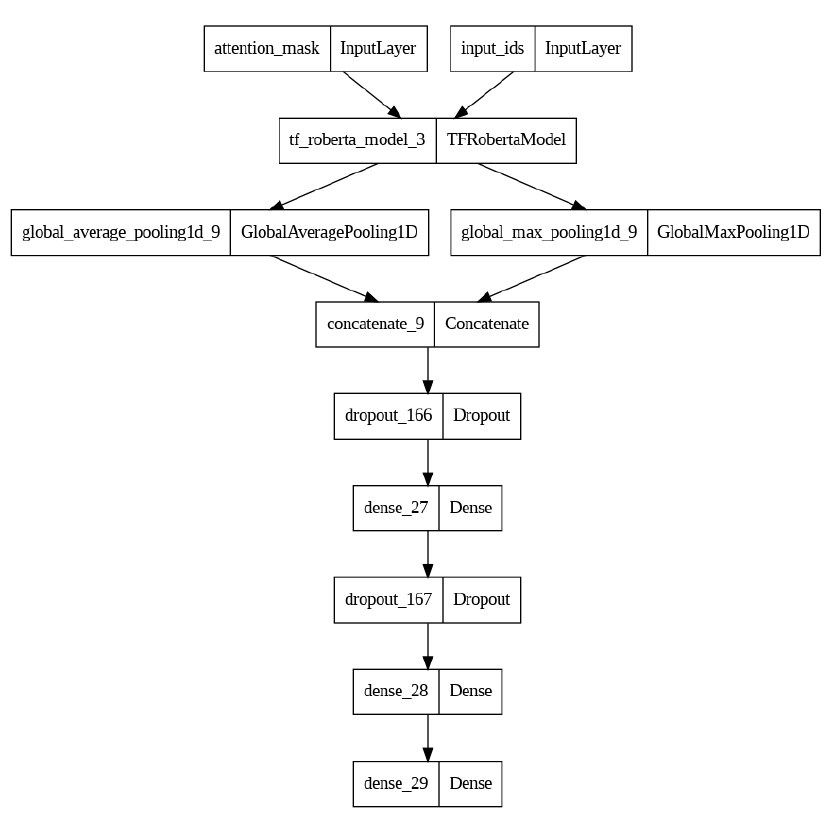 attention_mask InputLayer input_ids InputLayer
tf_roberta_model_3 TFRobertaModel
global_average_pooling1d_9 GlobalAveragePooling1D global_max_pooling1d_9 GlobalMaxPooling1D
concatenate_9 Concatenate
dropout_166 Dropout
dense_27 Dense
dropout_167 Dropout
dense_28 Dense
dense_29 Dense